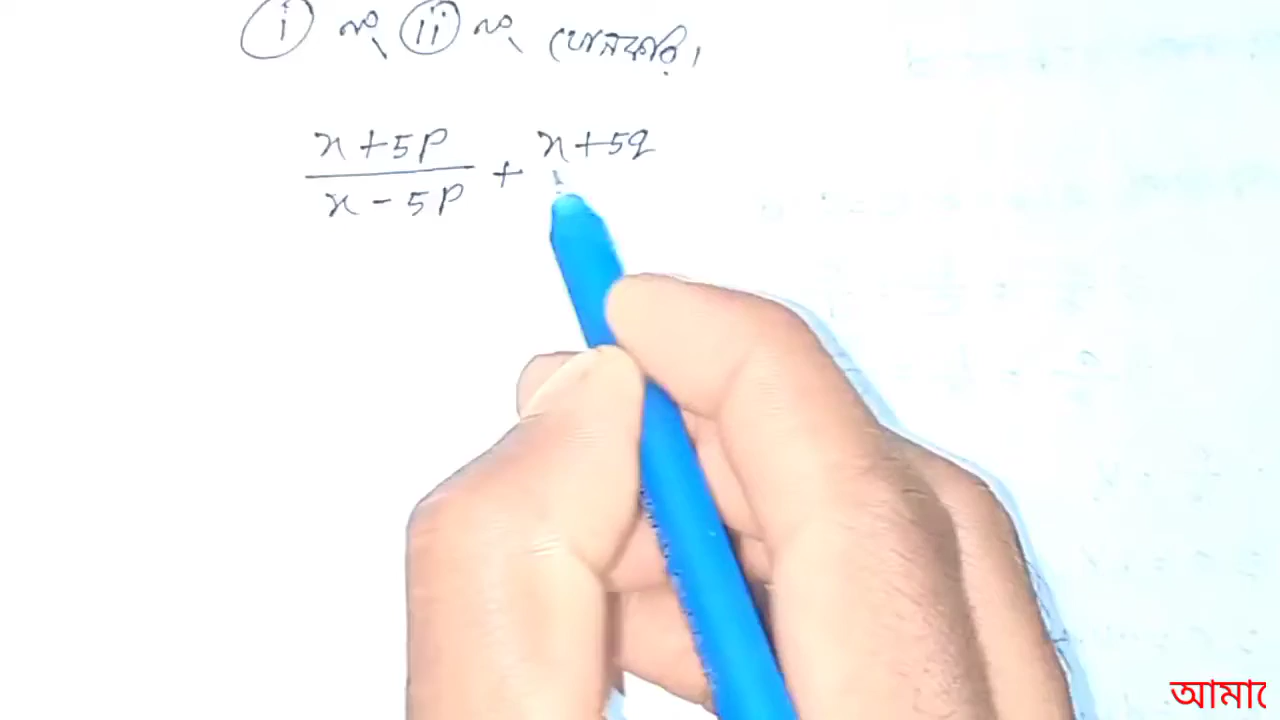 i নং ii নং যোগ করি।
x + 5p / x - 5p + x + 5q
আমা